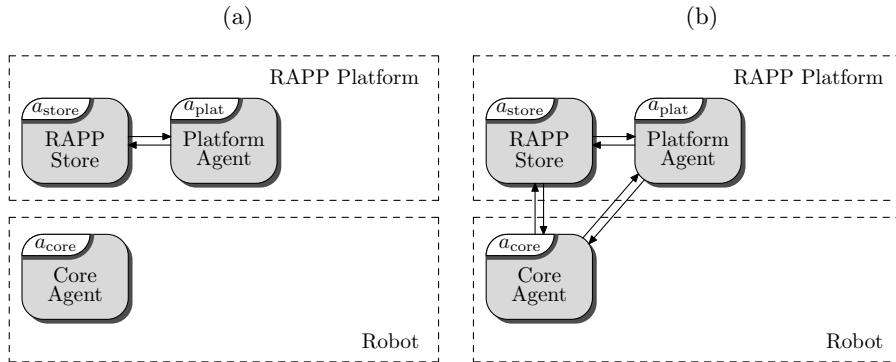 (a)
RAPP Platform
a_store
RAPP
Store
a_plat
Platform
Agent
a_core
Core
Agent
Robot
(b)
RAPP Platform
a_store
RAPP
Store
a_plat
Platform
Agent
a_core
Core
Agent
Robot